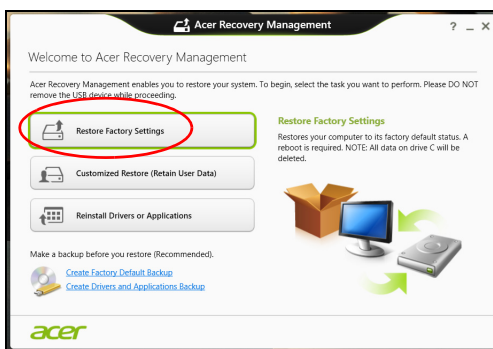 Acer Recovery Management
? _ ×
Welcome to Acer Recovery Management
Acer Recovery Management enables you to restore your system. To begin, select the task you want to perform. Please DO NOT
remove the USB device while proceeding.
Restore Factory Settings
Customized Restore (Retain User Data)
Reinstall Drivers or Applications
Restore Factory Settings
Restores your computer to its factory default status. A
reboot is required. NOTE: All data on drive C will be
deleted.
Make a backup before you restore (Recommended).
Create Factory Default Backup
Create Drivers and Applications Backup
acer